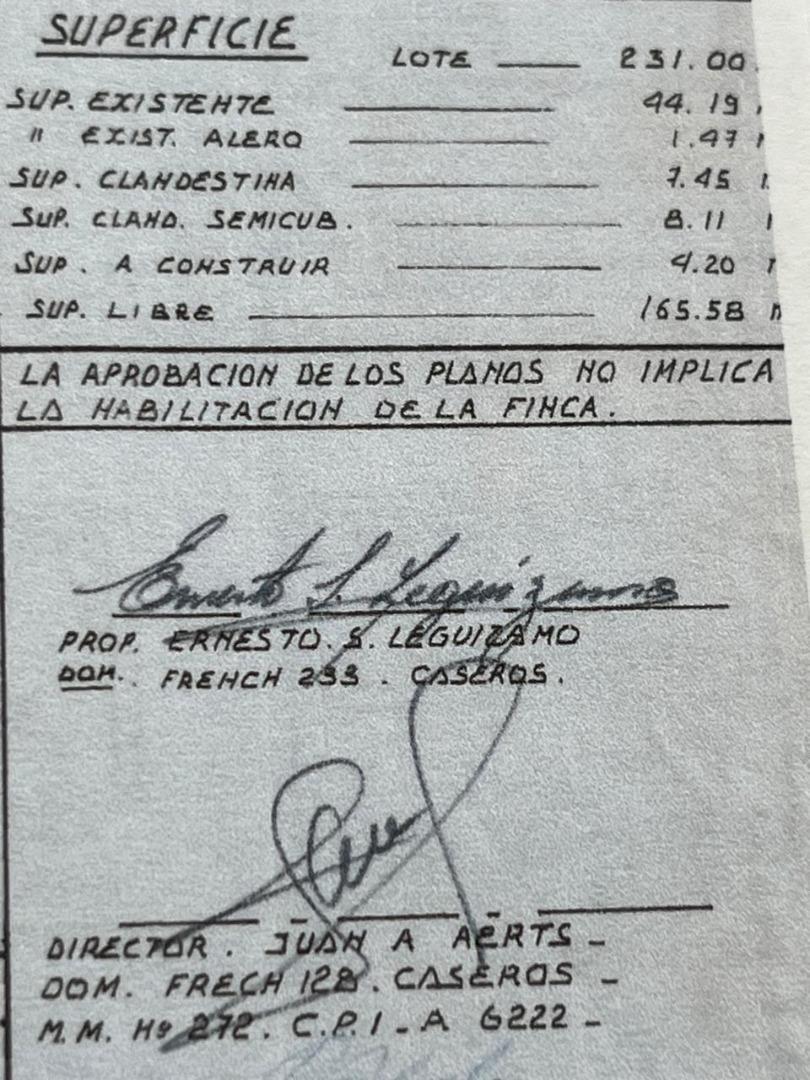 SUPERFICIE
LOTE 231.00
SUP. EXISTENTE 44.19
" EXIST. ALERO 1.47
SUP. CLANDESTINA 7.45
SUP. CLAND. SEMICUB. 8.11
SUP. A CONSTRUIR 4.20
SUP. LIBRE 165.58
LA APROBACION DE LOS PLANOS NO IMPLICA
LA HABILITACION DE LA FINCA.
Ernesto S. Leguizamo
PROP. ERNESTO. S. LEGUIZAMO
DOM. FRENCH 233. CASEROS.
DIRECTOR. JUAN A AERTS -
DOM. FRECH 128. CASEROS -
M.M. Nº 272. C.P.I - A 6222 -